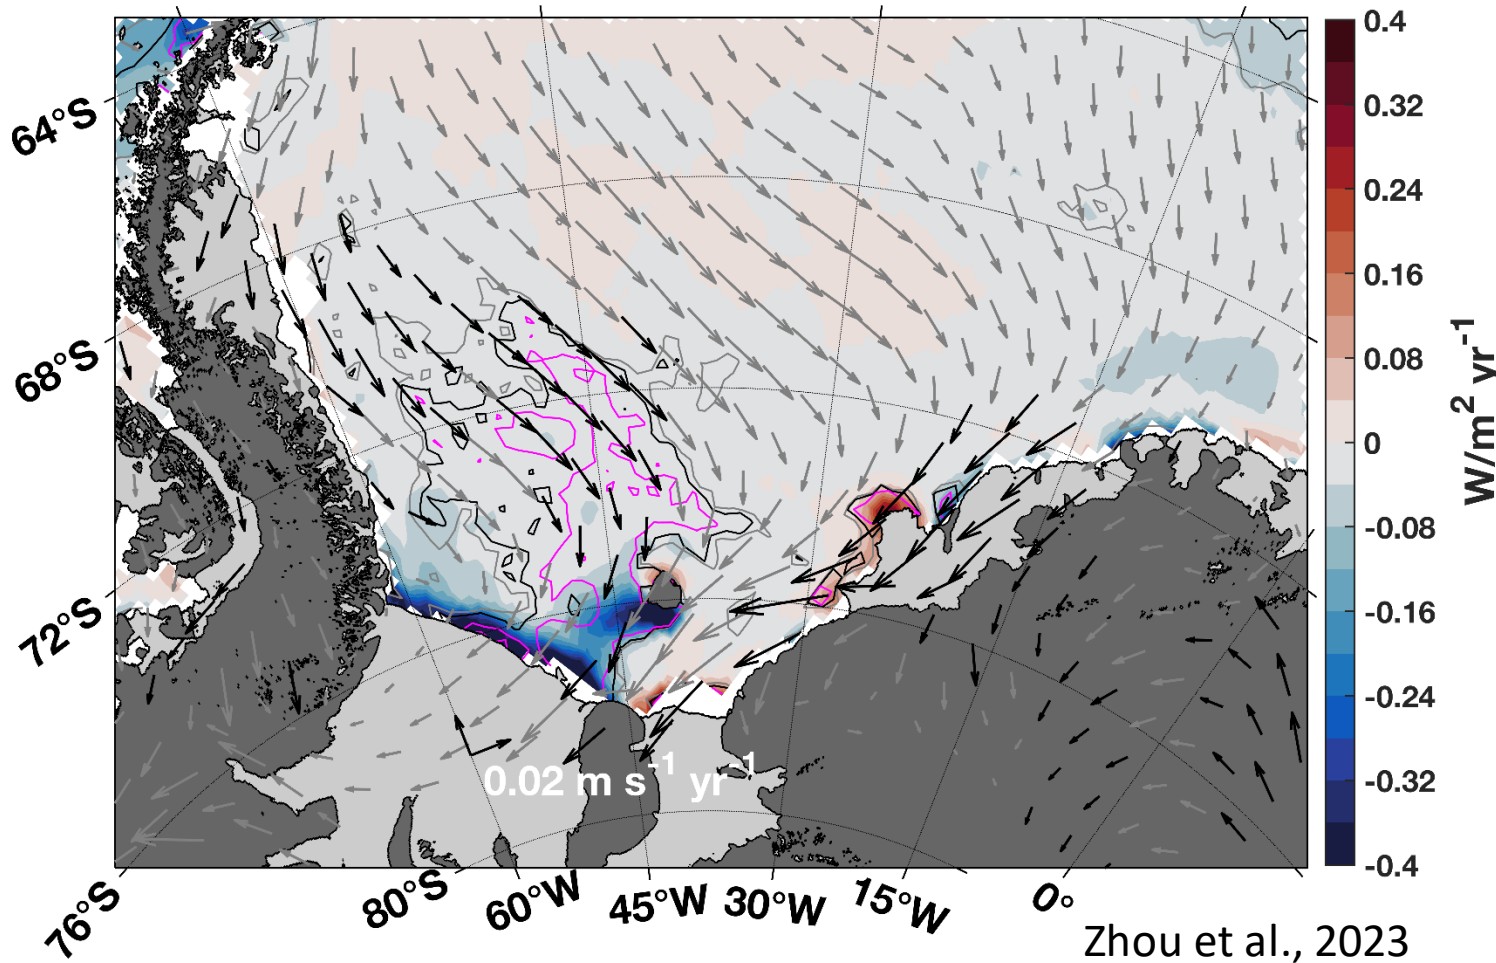 64°S
68°S
72°S
76°S
80°S
60°W
45°W
30°W
15°W
0°
0.02 m s⁻¹ yr⁻¹
0.4
0.32
0.24
0.16
0.08
0
-0.08
-0.16
-0.24
-0.32
-0.4
W/m² yr⁻¹
Zhou et al., 2023